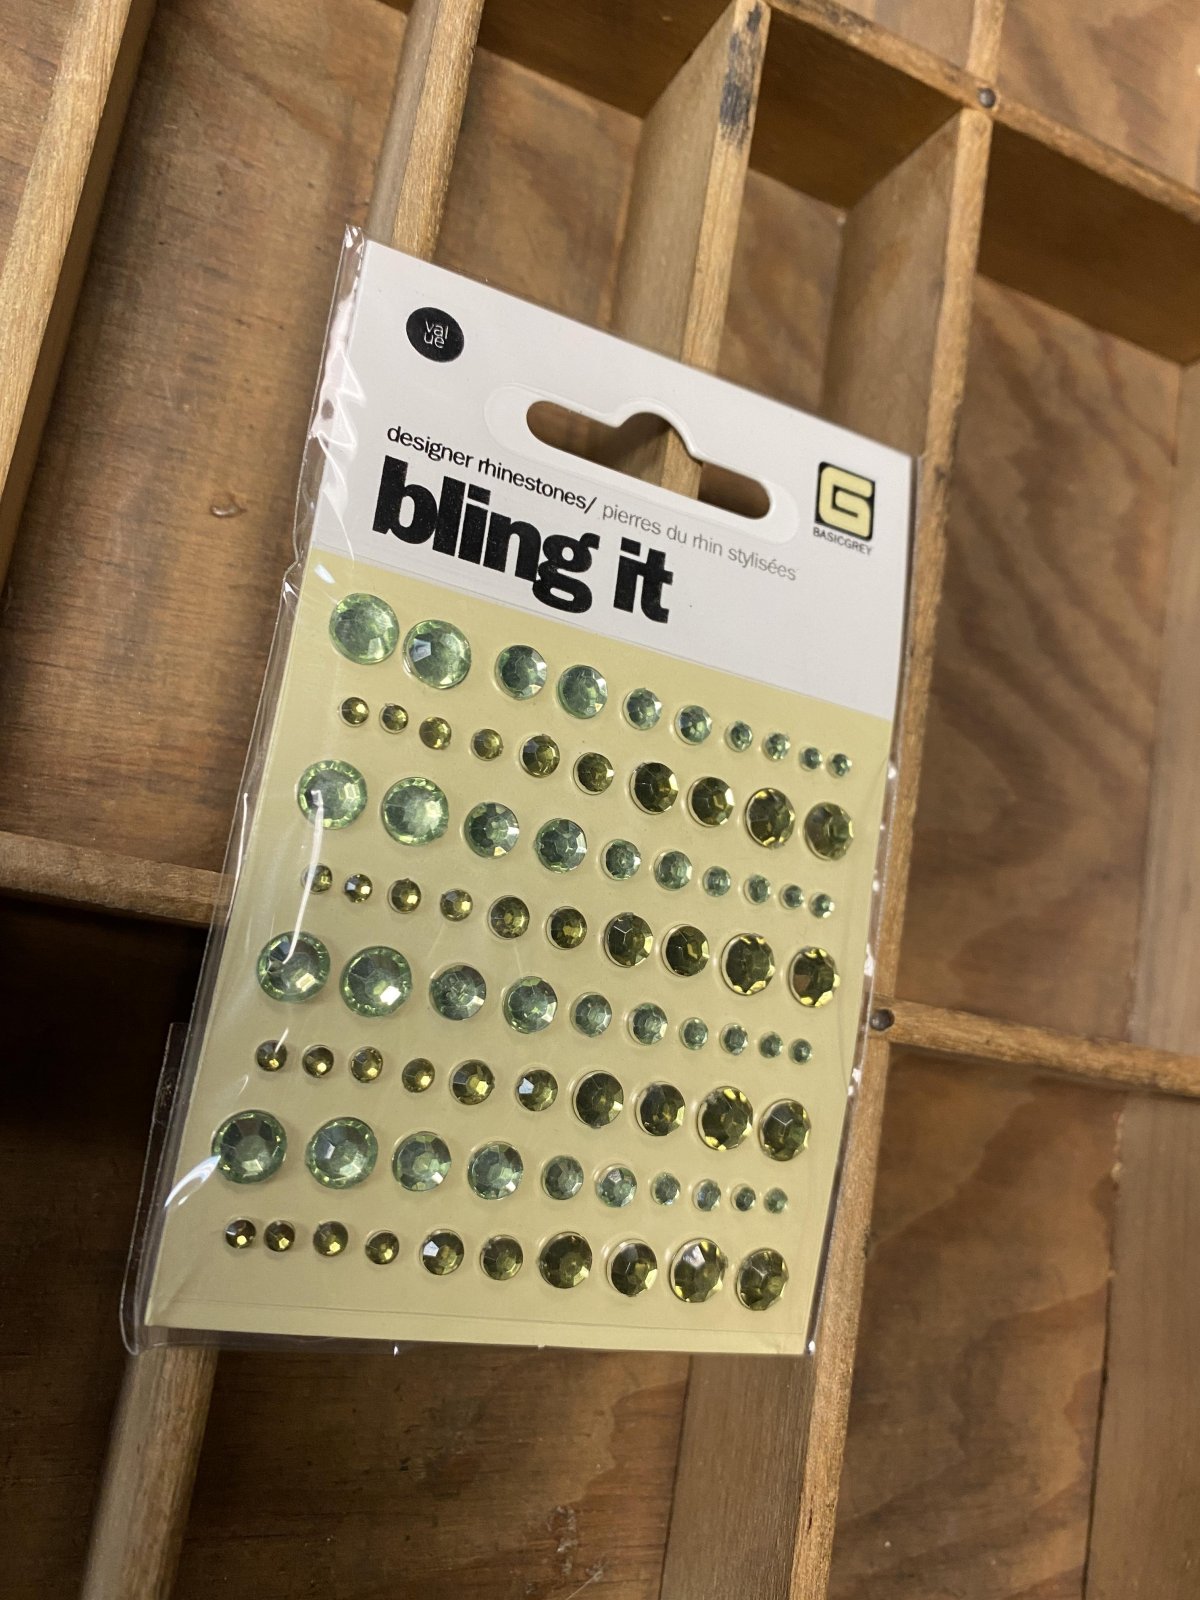 val
ue
designer rhinestones/ pierres du rhin stylisées
bling it
G
BASICGREY